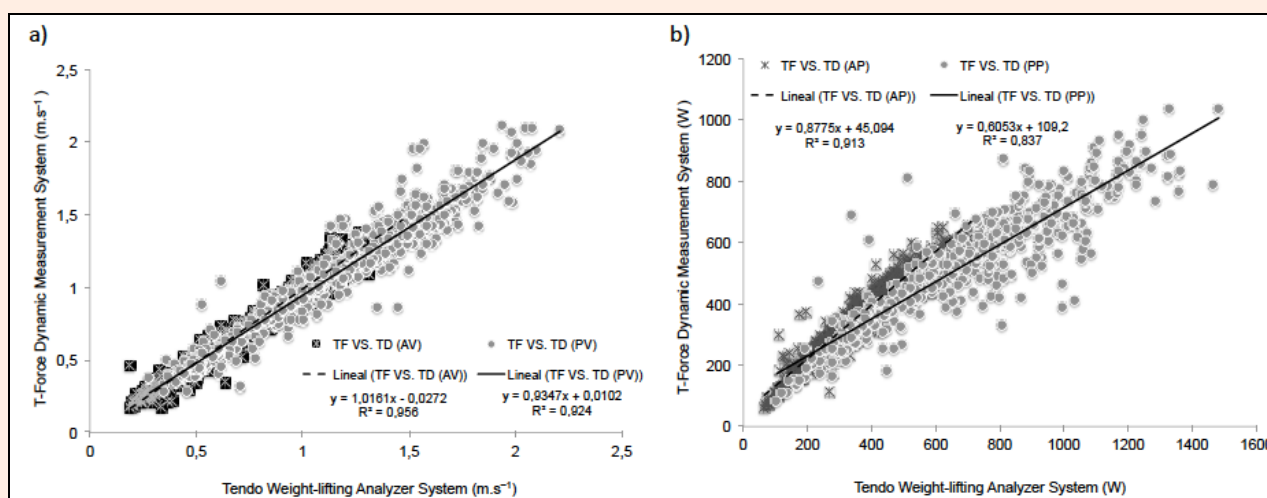 a)
T-Force Dynamic Measurement System (m.s⁻¹)
2,5
2
1,5
1
0,5
0
TF VS. TD (AV) TF VS. TD (PV)
Lineal (TF VS. TD (AV)) Lineal (TF VS. TD (PV))
y = 1,0161x - 0,0272 y = 0,9347x + 0,0102
R² = 0,956 R² = 0,924
0 0,5 1 1,5 2 2,5
Tendo Weight-lifting Analyzer System (m.s⁻¹)
b)
T-Force Dynamic Measurement System (W)
1200
1000
800
600
400
200
0
TF VS. TD (AP) TF VS. TD (PP)
Lineal (TF VS. TD (AP)) Lineal (TF VS. TD (PP))
y = 0,8775x + 45,094 y = 0,6053x + 109,2
R² = 0,913 R² = 0,837
0 200 400 600 800 1000 1200 1400 1600
Tendo Weight-lifting Analyzer System (W)